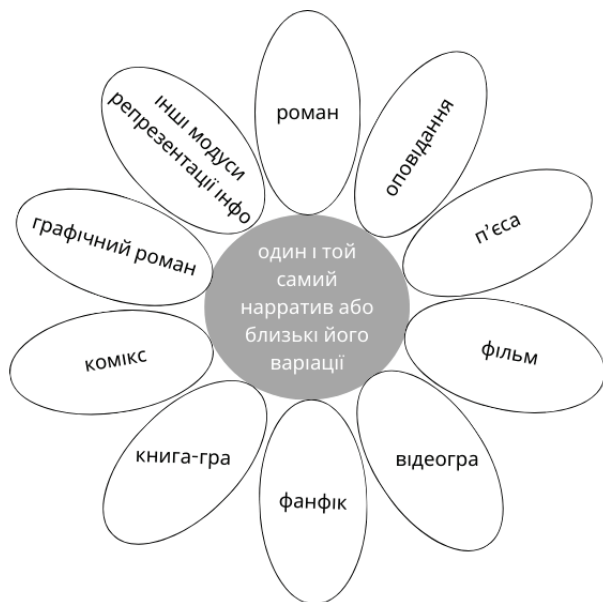 роман
оповідання
п’єса
фільм
відеогра
фанфік
книга-гра
комікс
графічний роман
інші модуси
репрезентації інфо
один і той
самий
нарратив або
близькі його
варіації